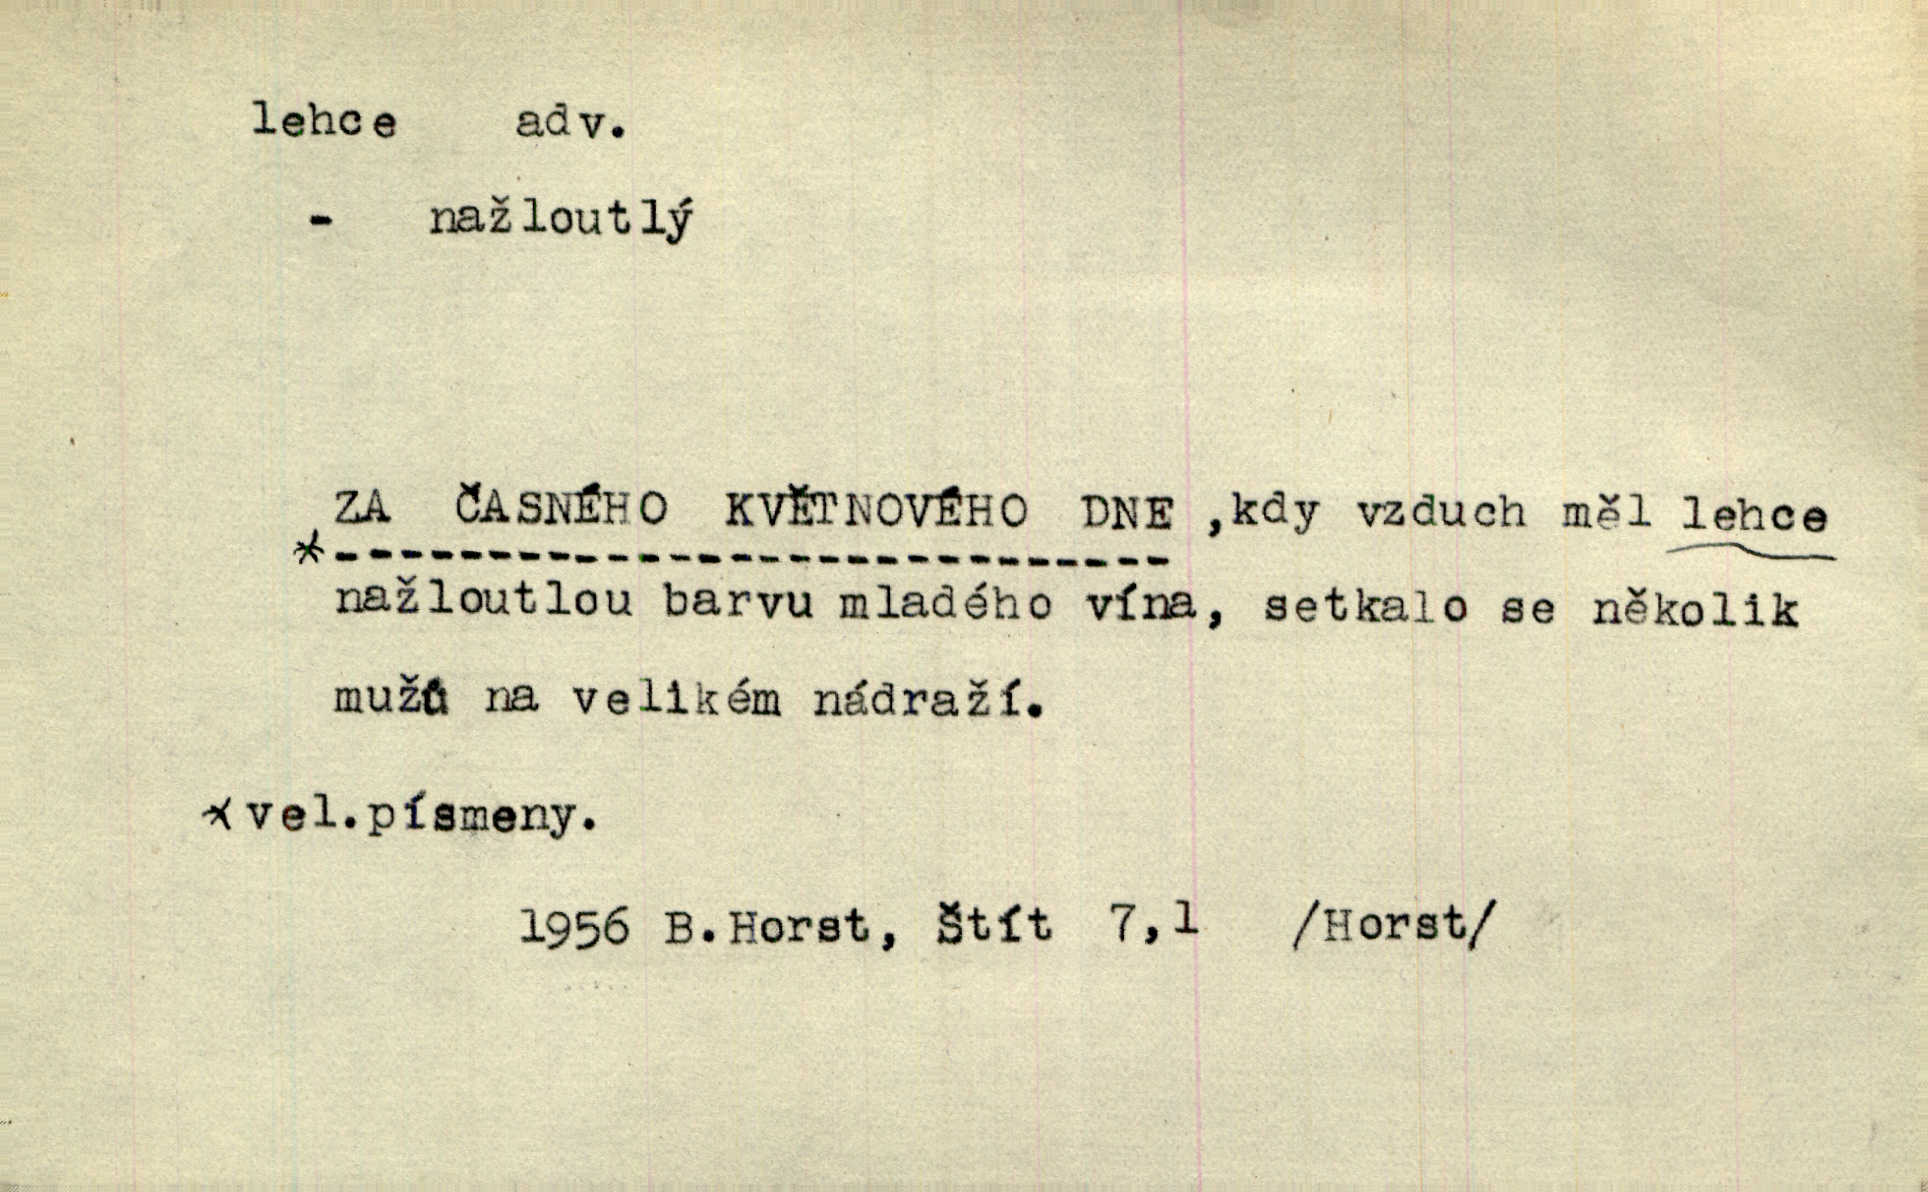 lehce adv.
- nažloutlý
ZA ČASNÉHO KVĚTNOVÉHO DNE ,kdy vzduch měl lehce
*----------------------------
nažloutlou barvu mladého vína, setkalo se několik
mužů na velikém nádraží.
*vel.písmeny.
1956 B.Horst, Štít 7,1 /Horst/